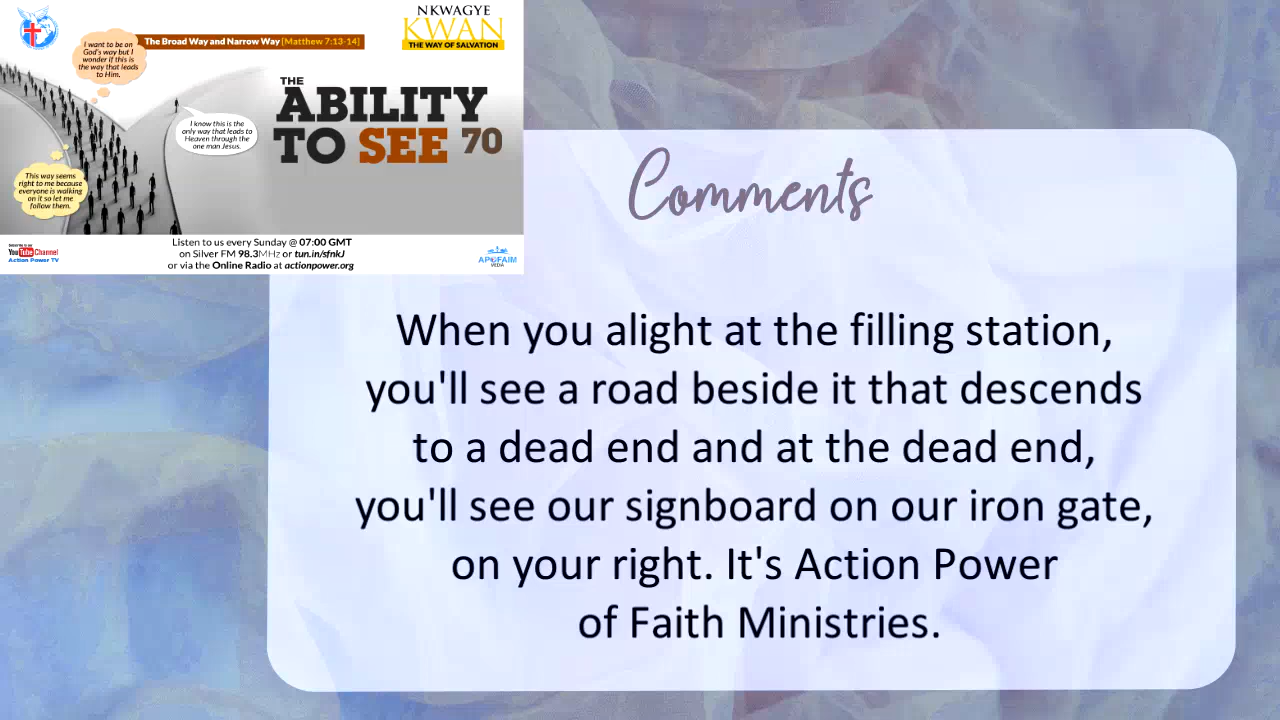 NKWAGYE
KWAN
THE WAY OF SALVATION
The Broad Way and Narrow Way [Matthew 7:13-14]
I want to be on
God's way but I
wonder if this is
the way that leads
to Him.
THE
ABILITY
TO SEE 70
I know this is the
only way that leads to
Heaven through the
one man Jesus.
This way seems
right to me because
everyone is walking
on it so let me
follow them.
Listen to us every Sunday @ 07:00 GMT
on Silver FM 98.3MHz or tun.in/sfnkJ
or via the Online Radio at actionpower.org
YouTube Channel
Action Power TV
APOFAIM
MEDIA
Comments
When you alight at the filling station,
you'll see a road beside it that descends
to a dead end and at the dead end,
you'll see our signboard on our iron gate,
on your right. It's Action Power
of Faith Ministries.